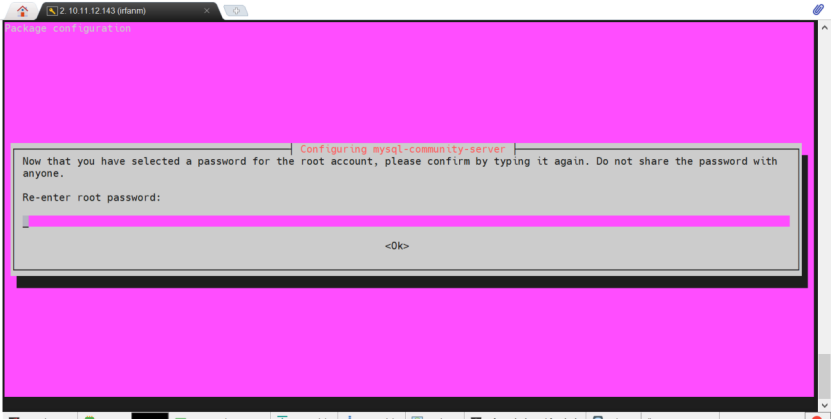 2. 10.11.12.143 (irfanm)
Package configuration
Configuring mysql-community-server
Now that you have selected a password for the root account, please confirm by typing it again. Do not share the password with
anyone.
Re-enter root password:
<Ok>